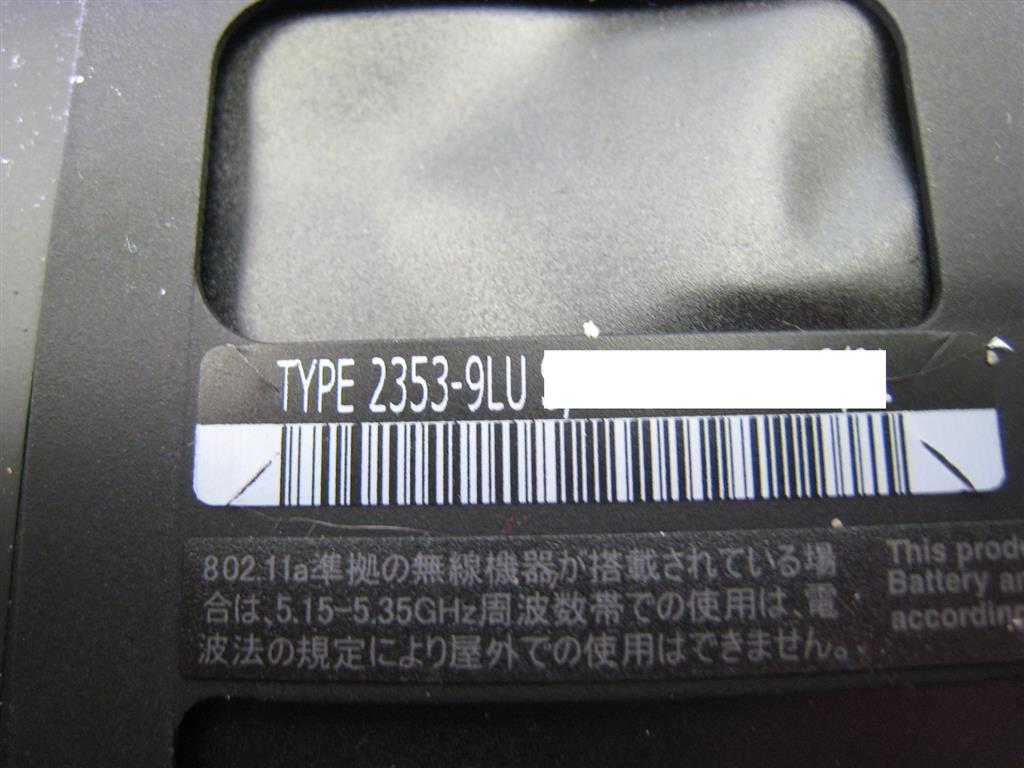 TYPE 2353-9LU
802.11a準拠の無線機器が搭載されている場
合は、5.15-5.35GHz周波数帯での使用は、電
波法の規定により屋外での使用はできません。
This
Battery